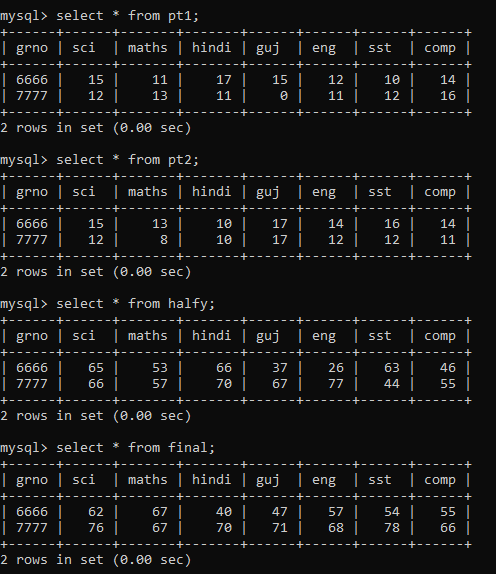 mysql> select * from pt1;
+------+------+-------+-------+------+------+------+------+
| grno | sci  | maths | hindi | guj  | eng  | sst  | comp |
+------+------+-------+-------+------+------+------+------+
| 6666 |   15 |    11 |    17 |   15 |   12 |   10 |   14 |
| 7777 |   12 |    13 |    11 |    0 |   11 |   12 |   16 |
+------+------+-------+-------+------+------+------+------+
2 rows in set (0.00 sec)
mysql> select * from pt2;
+------+------+-------+-------+------+------+------+------+
| grno | sci  | maths | hindi | guj  | eng  | sst  | comp |
+------+------+-------+-------+------+------+------+------+
| 6666 |   15 |    13 |    10 |   17 |   14 |   16 |   14 |
| 7777 |   12 |     8 |    10 |   17 |   12 |   12 |   11 |
+------+------+-------+-------+------+------+------+------+
2 rows in set (0.00 sec)
mysql> select * from halfy;
+------+------+-------+-------+------+------+------+------+
| grno | sci  | maths | hindi | guj  | eng  | sst  | comp |
+------+------+-------+-------+------+------+------+------+
| 6666 |   65 |    53 |    66 |   37 |   26 |   63 |   46 |
| 7777 |   66 |    57 |    70 |   67 |   77 |   44 |   55 |
+------+------+-------+-------+------+------+------+------+
2 rows in set (0.00 sec)
mysql> select * from final;
+------+------+-------+-------+------+------+------+------+
| grno | sci  | maths | hindi | guj  | eng  | sst  | comp |
+------+------+-------+-------+------+------+------+------+
| 6666 |   62 |    67 |    40 |   47 |   57 |   54 |   55 |
| 7777 |   76 |    67 |    70 |   71 |   68 |   78 |   66 |
+------+------+-------+-------+------+------+------+------+
2 rows in set (0.00 sec)